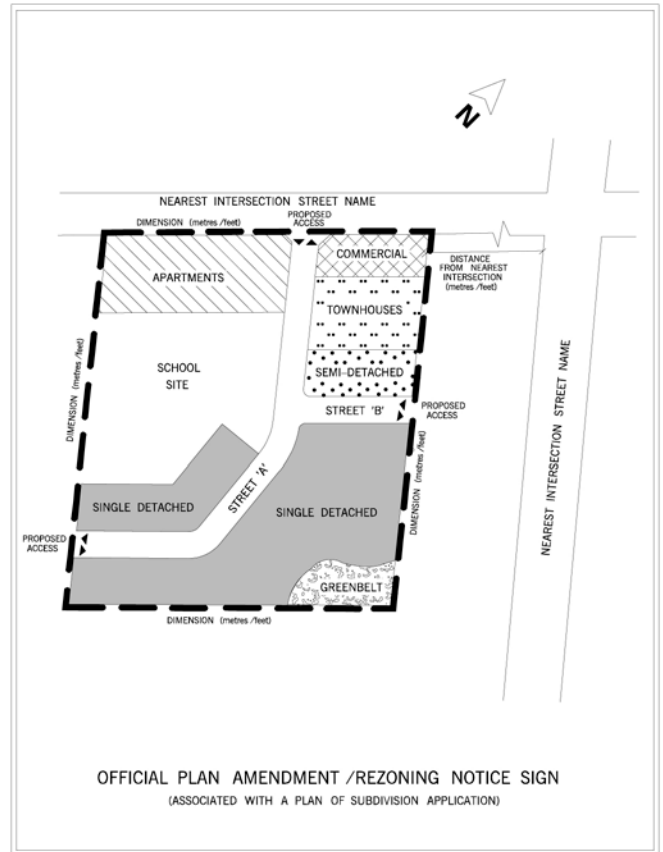 N
NEAREST INTERSECTION STREET NAME
DIMENSION (metres /feet)
PROPOSED
ACCESS
COMMERCIAL
DISTANCE
FROM NEAREST
INTERSECTION
(metres /feet)
APARTMENTS
TOWNHOUSES
SCHOOL
SITE
SEMI-DETACHED
DIMENSION (metres /feet)
STREET 'B'
PROPOSED
ACCESS
NEAREST INTERSECTION STREET NAME
STREET 'A'
SINGLE DETACHED
SINGLE DETACHED
DIMENSION (metres /feet)
PROPOSED
ACCESS
GREENBELT
DIMENSION (metres /feet)
OFFICIAL PLAN AMENDMENT /REZONING NOTICE SIGN
(ASSOCIATED WITH A PLAN OF SUBDIVISION APPLICATION)